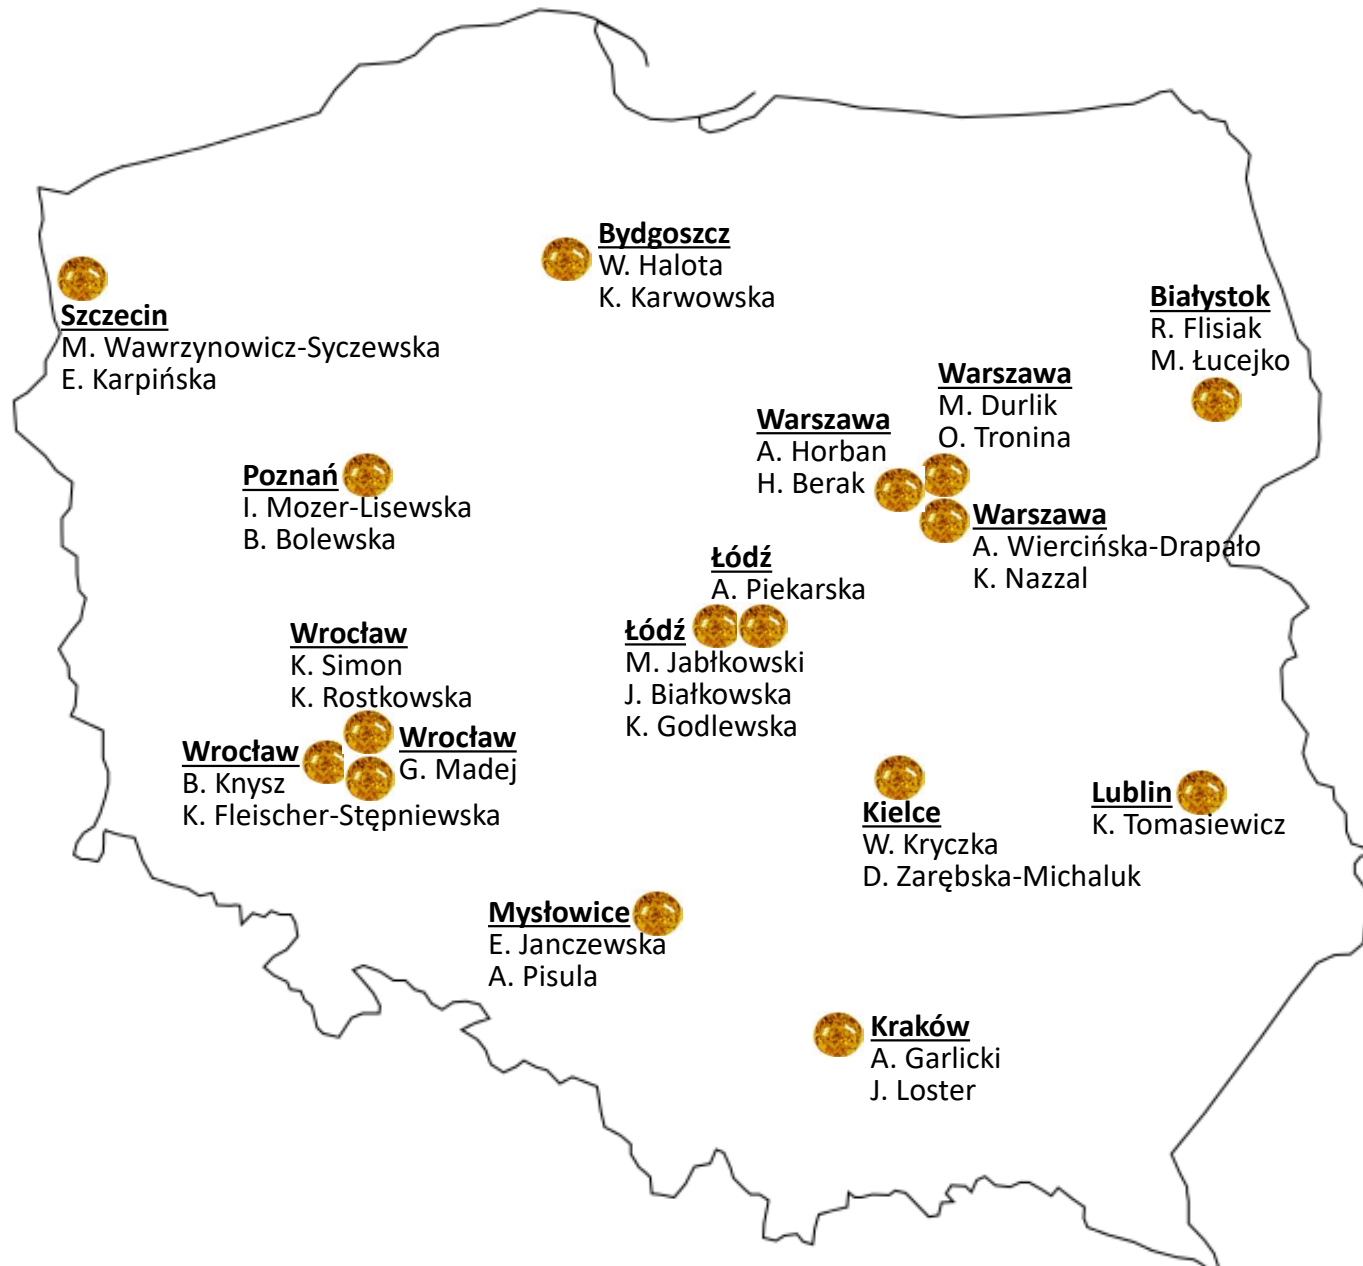 Bydgoszcz
W. Halota
K. Karwowska
Szczecin
M. Wawrzynowicz-Syczewska
E. Karpińska
Białystok
R. Flisiak
M. Łucejko
Warszawa
M. Durlik
O. Tronina
Warszawa
A. Horban
H. Berak
Poznań
I. Mozer-Lisewska
B. Bolewska
Warszawa
A. Wiercińska-Drapało
K. Nazzal
Łódź
A. Piekarska
Łódź
M. Jabłkowski
J. Białkowska
K. Godlewska
Wrocław
K. Simon
K. Rostkowska
Wrocław
G. Madej
Wrocław
B. Knysz
K. Fleischer-Stępniewska
Kielce
W. Kryczka
D. Zarębska-Michaluk
Lublin
K. Tomasiewicz
Mysłowice
E. Janczewska
A. Pisula
Kraków
A. Garlicki
J. Loster